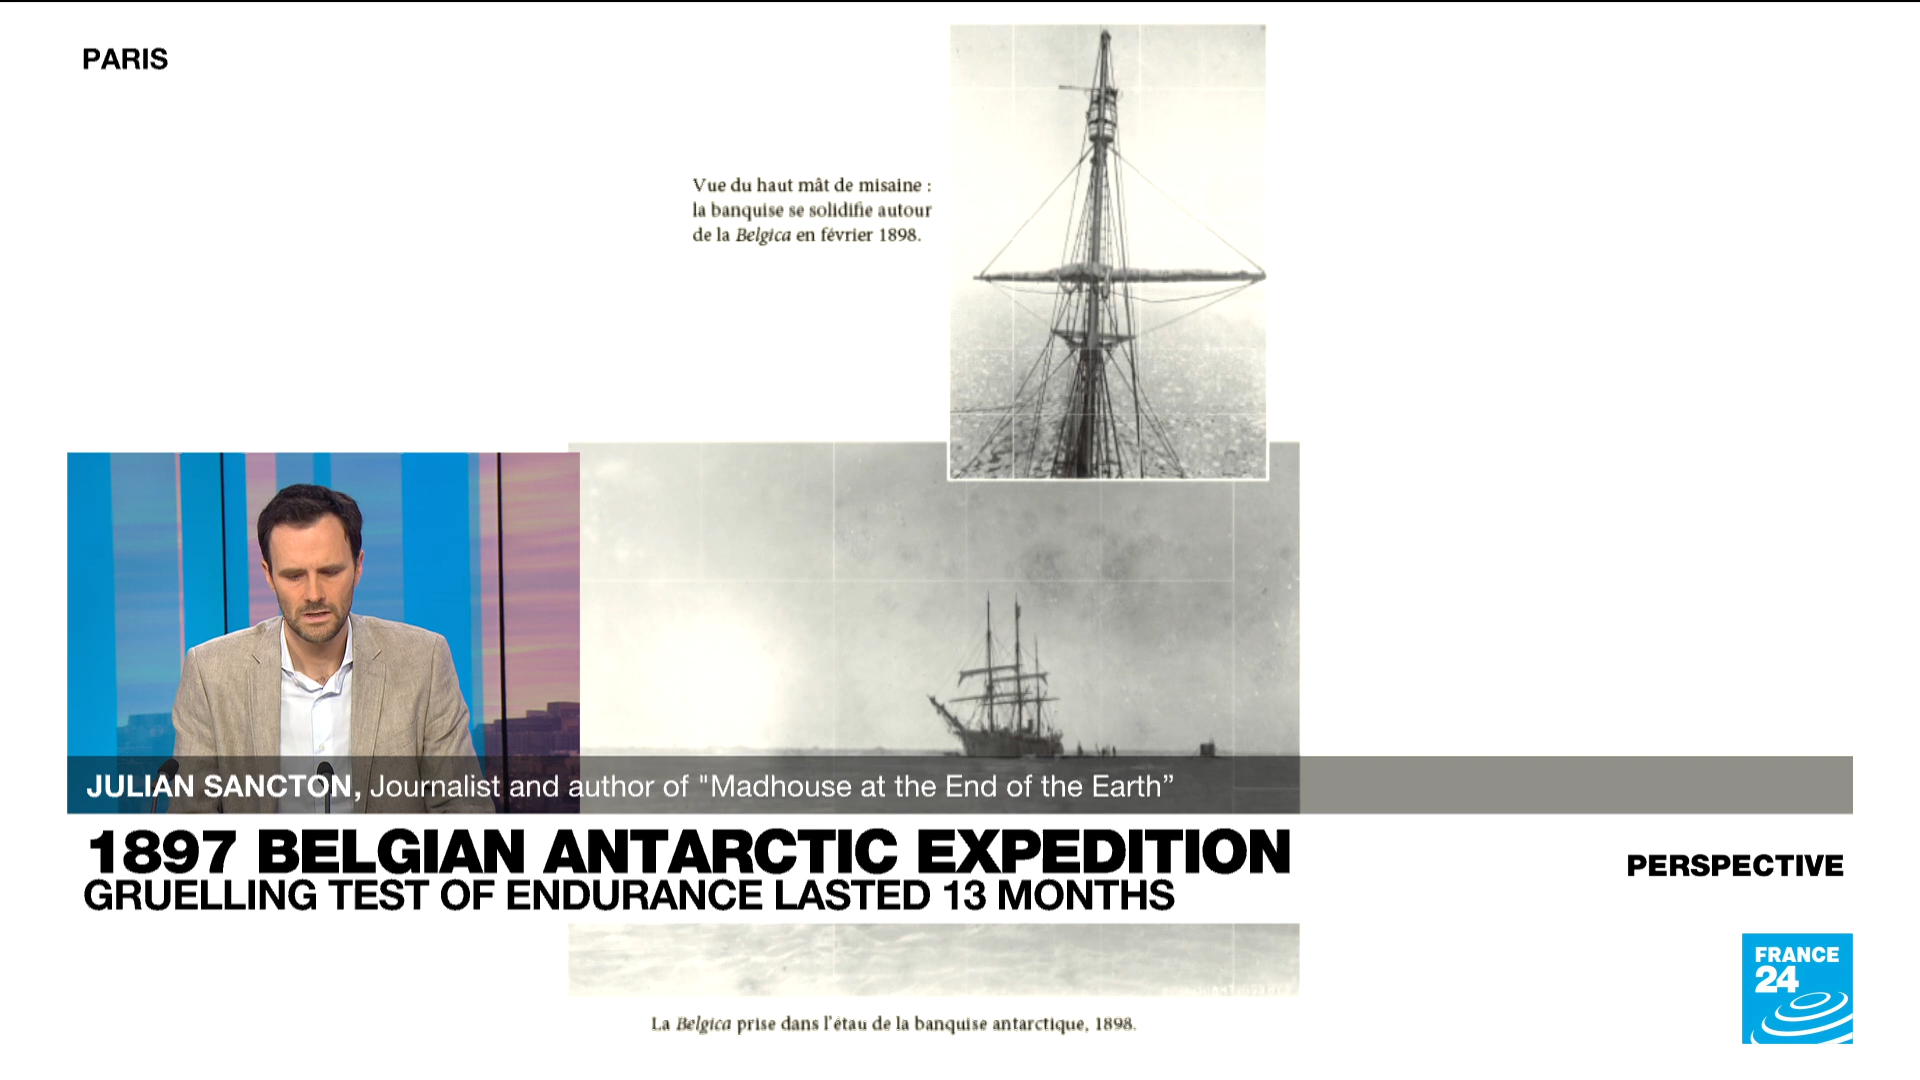 PARIS
Vue du haut mât de misaine :
la banquise se solidifie autour
de la Belgica en février 1898.
JULIAN SANCTON, Journalist and author of "Madhouse at the End of the Earth”
1897 BELGIAN ANTARCTIC EXPEDITION
GRUELLING TEST OF ENDURANCE LASTED 13 MONTHS
PERSPECTIVE
FRANCE
24
La Belgica prise dans l'étau de la banquise antarctique, 1898.